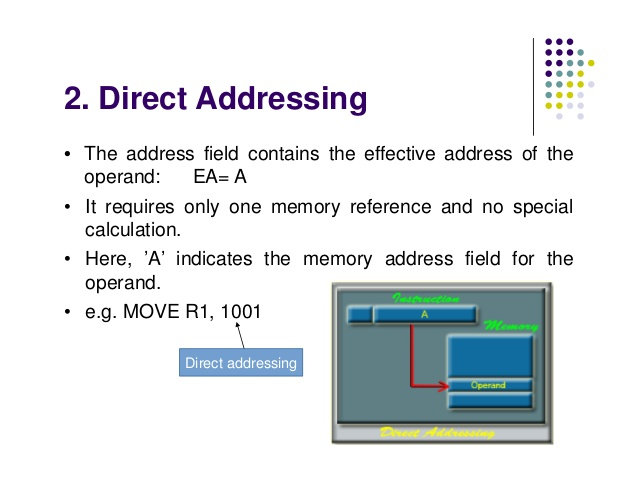 2. Direct Addressing
• The address field contains the effective address of the
operand: EA= A
• It requires only one memory reference and no special
calculation.
• Here, ’A’ indicates the memory address field for the
operand.
• e.g. MOVE R1, 1001
Direct addressing
Instruction
A
Memory
Operand
Direct Addressing